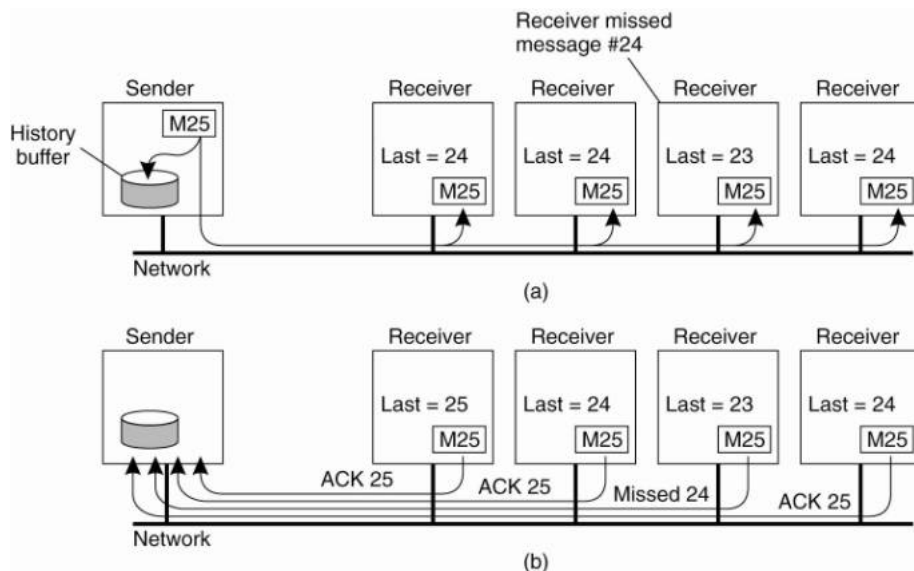 Receiver missed
message #24
Sender
Receiver
Receiver
Receiver
Receiver
History
buffer
M25
Last = 24
Last = 24
Last = 23
Last = 24
M25
M25
M25
M25
Network
(a)
Sender
Receiver
Receiver
Receiver
Receiver
Last = 25
Last = 24
Last = 23
Last = 24
M25
M25
M25
M25
ACK 25
ACK 25
Missed 24
ACK 25
Network
(b)